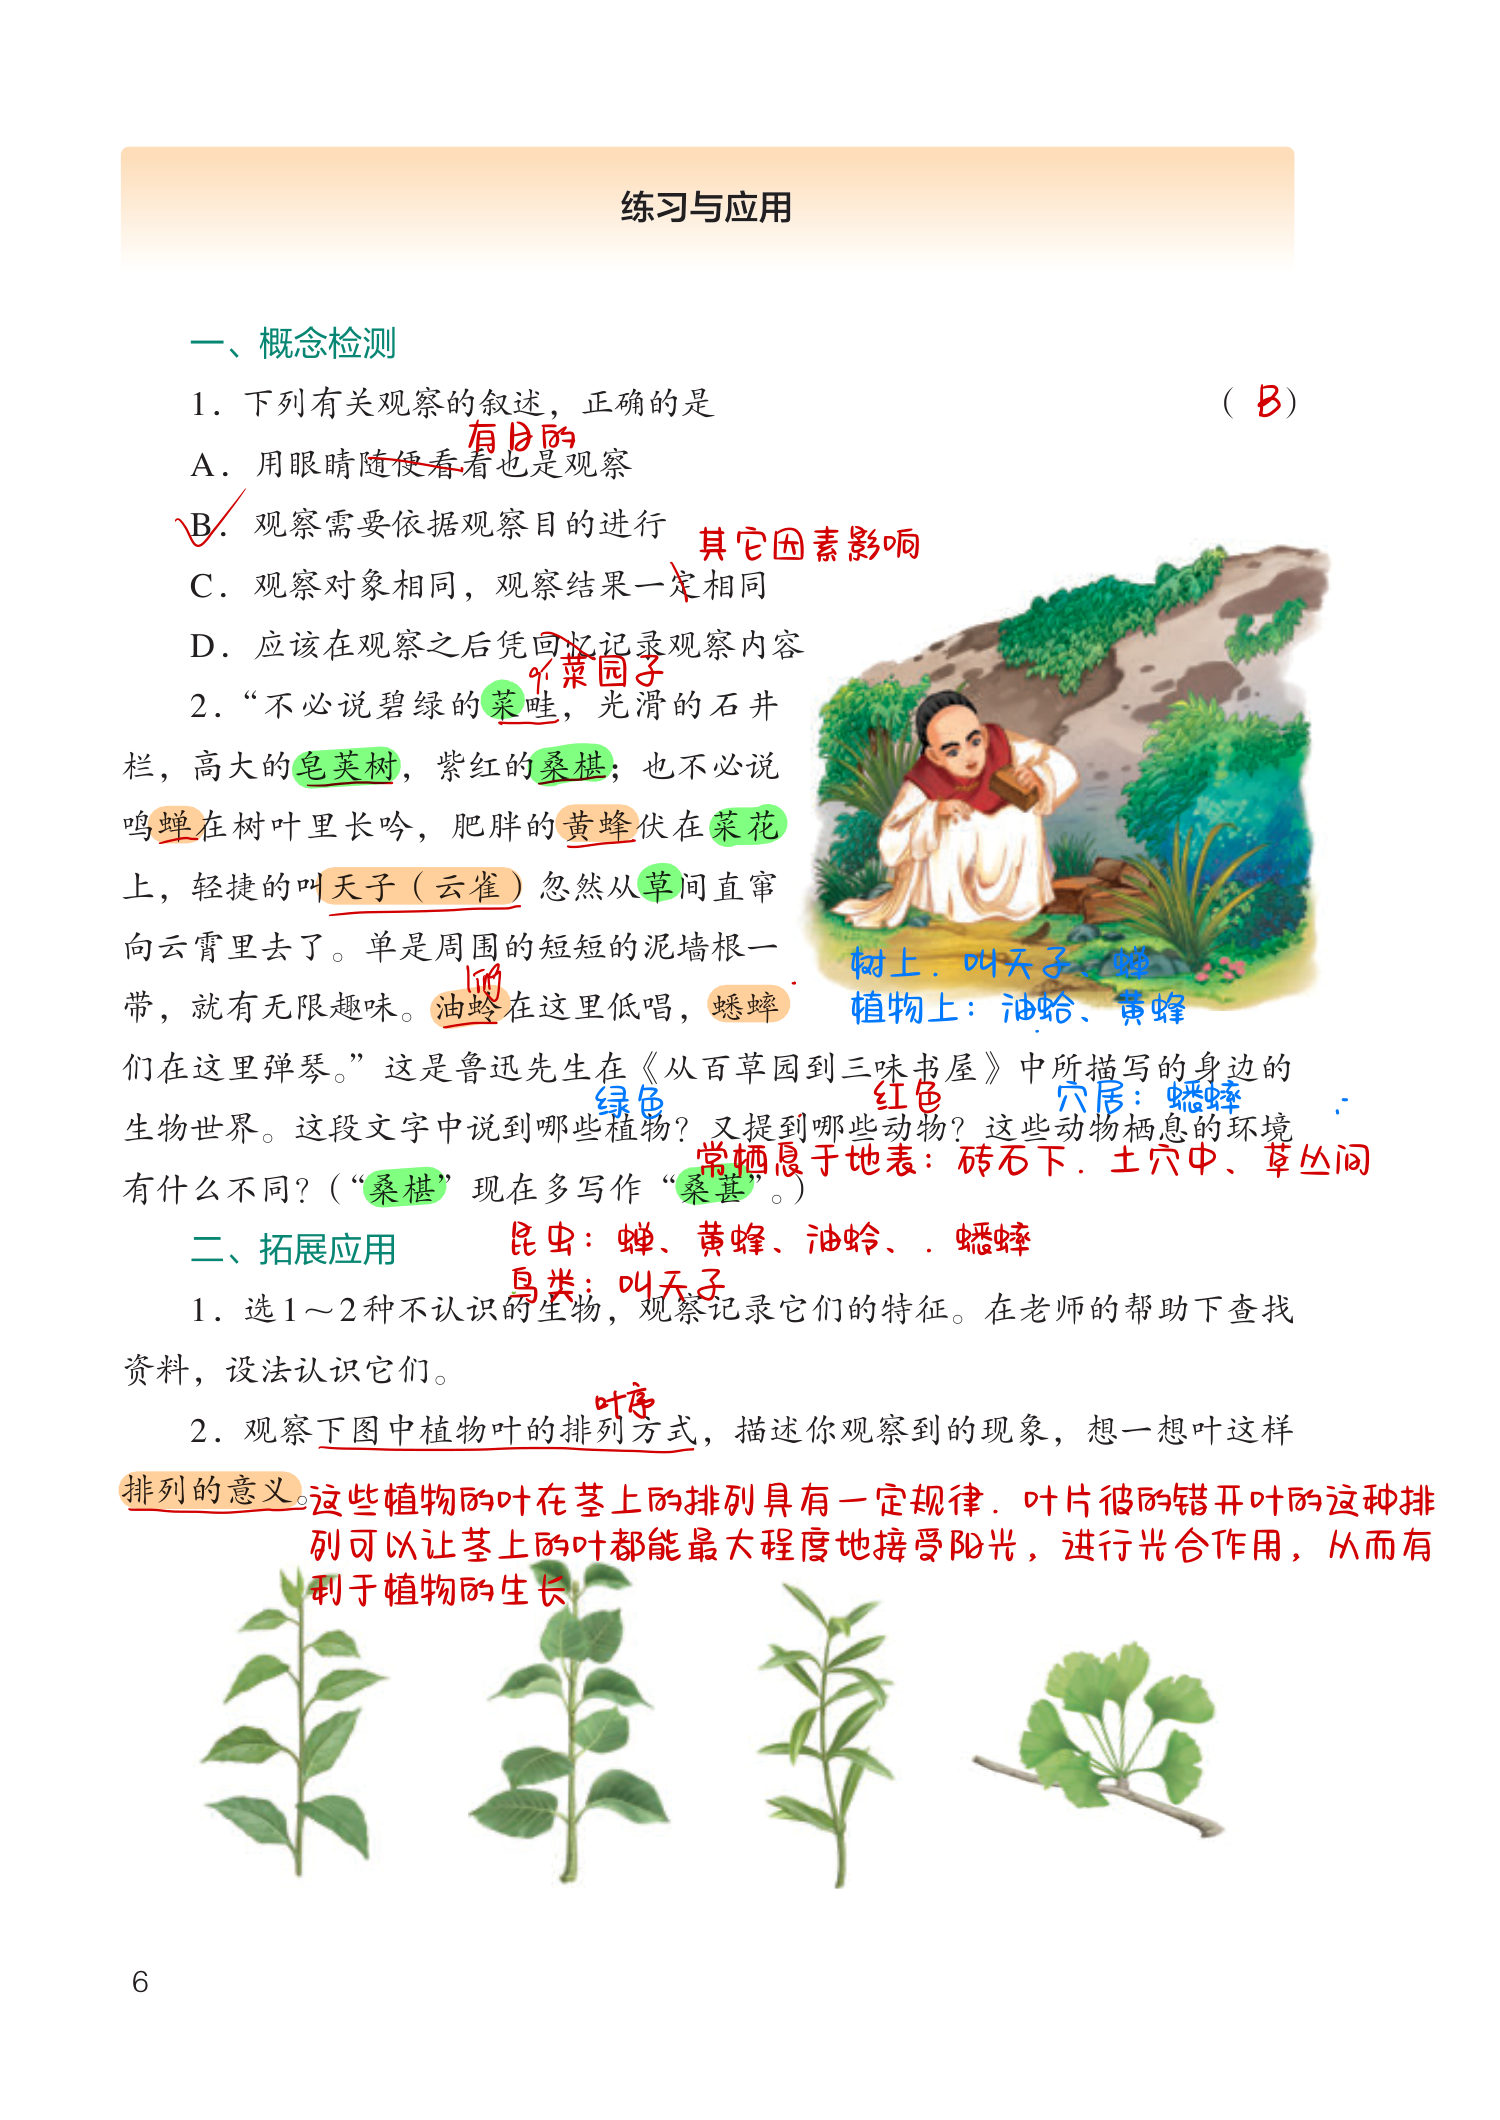 练习与应用
一、概念检测
1. 下列有关观察的叙述，正确的是 （ B ）
有目的
A. 用眼睛随便看看也是观察
B. 观察需要依据观察目的进行
其它因素影响
C. 观察对象相同，观察结果一定相同
D. 应该在观察之后凭回忆记录观察内容
菜园子
2. “不必说碧绿的菜畦，光滑的石井
栏，高大的皂荚树，紫红的桑椹；也不必说
鸣蝉在树叶里长吟，肥胖的黄蜂伏在菜花
上，轻捷的叫天子（云雀）忽然从草间直窜
向云霄里去了。单是周围的短短的泥墙根一
们
带，就有无限趣味。油蛉在这里低唱，蟋蟀
树上. 叫天子、蝉
植物上：油蛤、黄蜂
们在这里弹琴。”这是鲁迅先生在《从百草园到三味书屋》中所描写的身边的
绿色 红色 穴居：蟋蟀
生物世界。这段文字中说到哪些植物？又提到哪些动物？这些动物栖息的环境
常栖息于地表：砖石下. 土穴中、草丛间
有什么不同？（“桑椹”现在多写作“桑葚”。）
昆虫：蝉、黄蜂、油蛉、. 蟋蟀
二、拓展应用
鸟类：叫天子
1. 选1～2种不认识的生物，观察记录它们的特征。在老师的帮助下查找
资料，设法认识它们。
叶序
2. 观察下图中植物叶的排列方式，描述你观察到的现象，想一想叶这样
排列的意义。
这些植物的叶在茎上的排列具有一定规律. 叶片彼的错开叶的这种排
列可以让茎上的叶都能最大程度地接受阳光，进行光合作用，从而有
利于植物的生长
6